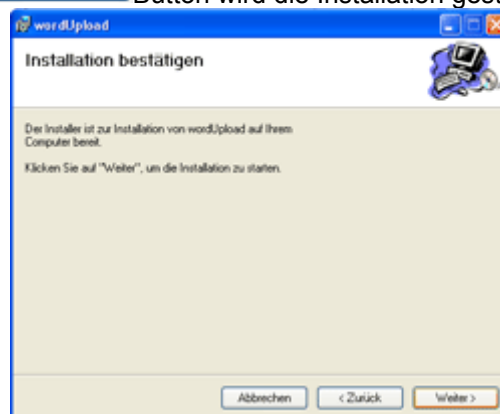 Button wird die Installation
wordUpload
Installation bestätigen
Der Installer ist zur Installation von wordUpload auf Ihrem
Computer bereit.
Klicken Sie auf "Weiter", um die Installation zu starten.
Abbrechen
< Zurück
Weiter >